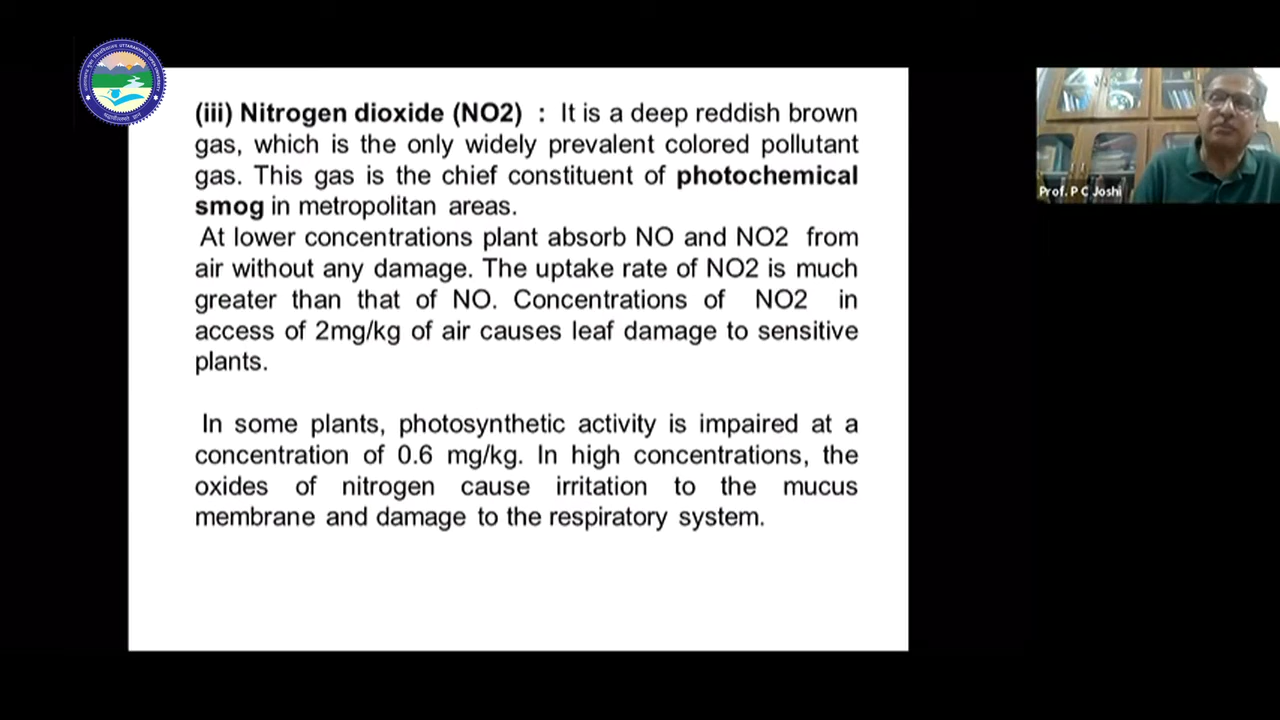 (iii) Nitrogen dioxide (NO2) : It is a deep reddish brown
gas, which is the only widely prevalent colored pollutant
gas. This gas is the chief constituent of photochemical
smog in metropolitan areas.
At lower concentrations plant absorb NO and NO2 from
air without any damage. The uptake rate of NO2 is much
greater than that of NO. Concentrations of NO2 in
access of 2mg/kg of air causes leaf damage to sensitive
plants.
In some plants, photosynthetic activity is impaired at a
concentration of 0.6 mg/kg. In high concentrations, the
oxides of nitrogen cause irritation to the mucus
membrane and damage to the respiratory system.
Prof. P C Joshi